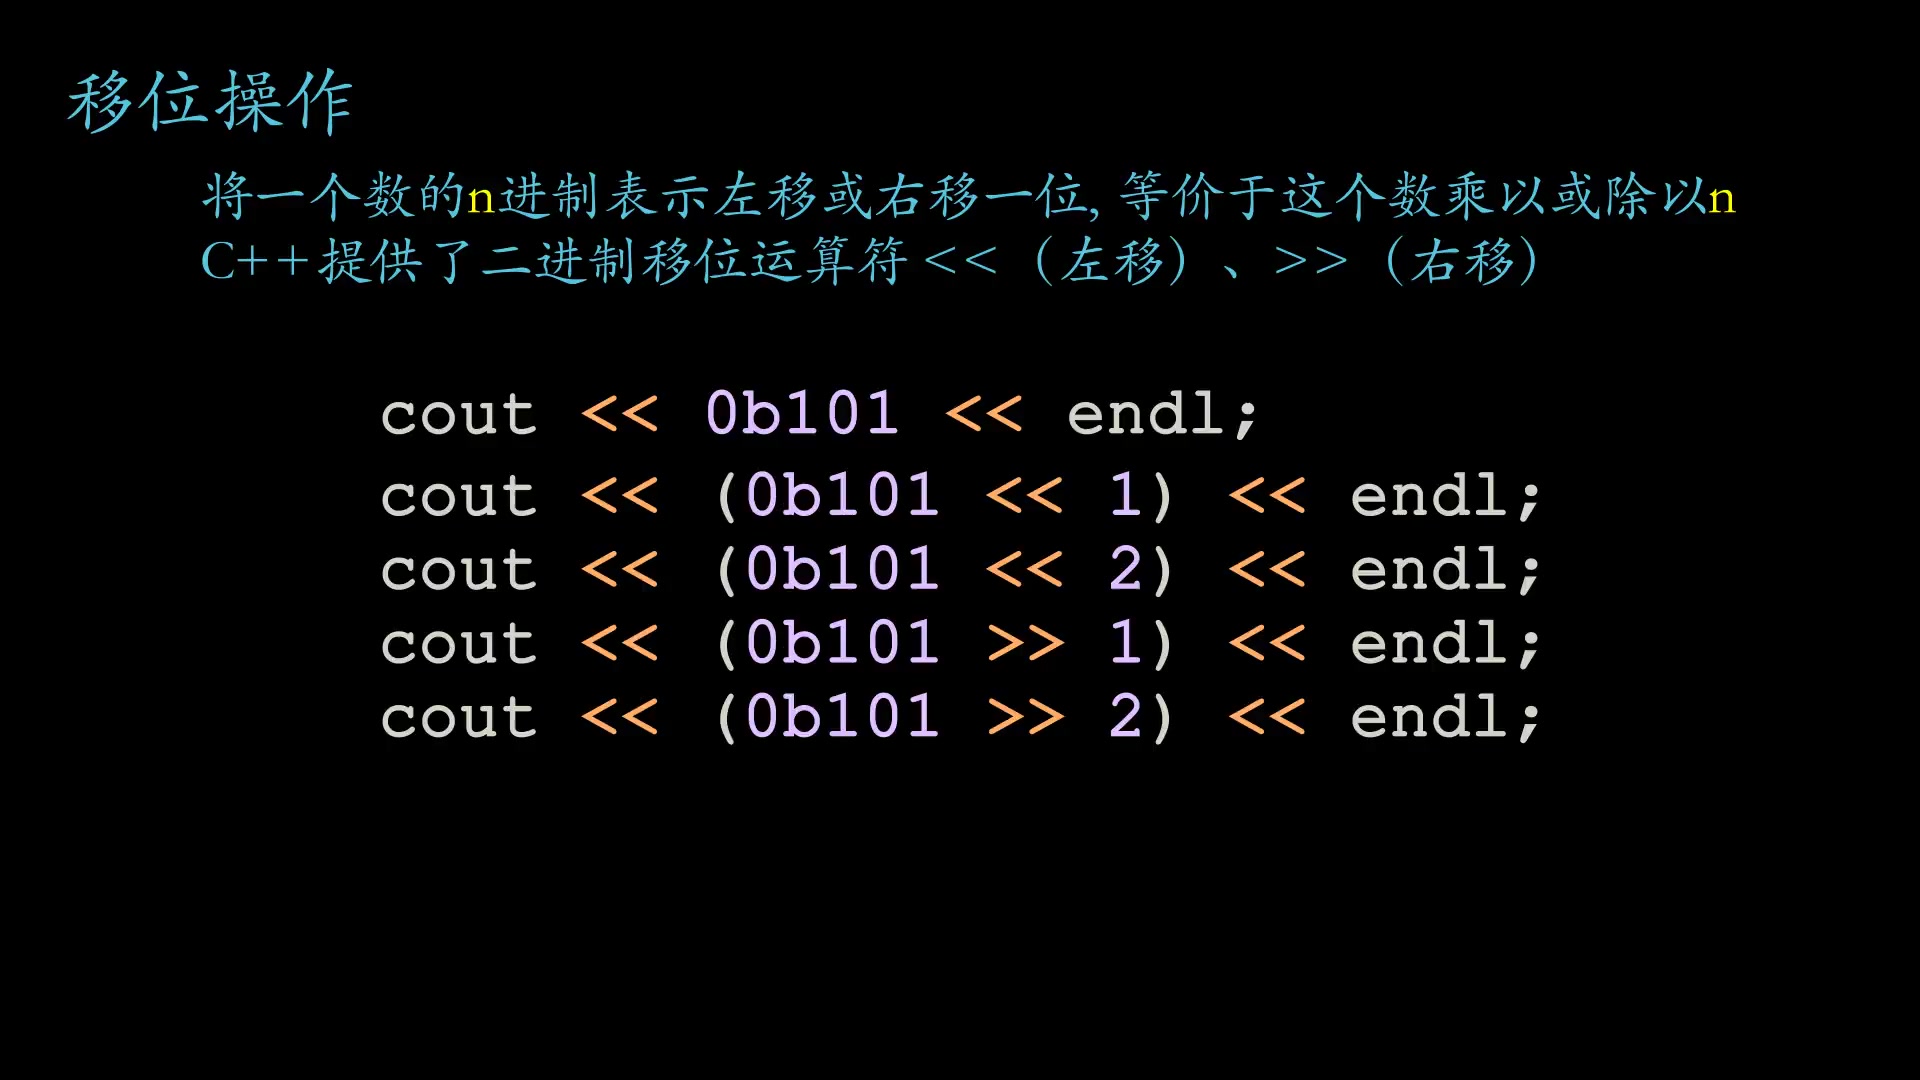 移位操作
将一个数的n进制表示左移或右移一位, 等价于这个数乘以或除以n
C++提供了二进制移位运算符 <<（左移）、>>（右移）
cout << 0b101 << endl;
cout << (0b101 << 1) << endl;
cout << (0b101 << 2) << endl;
cout << (0b101 >> 1) << endl;
cout << (0b101 >> 2) << endl;